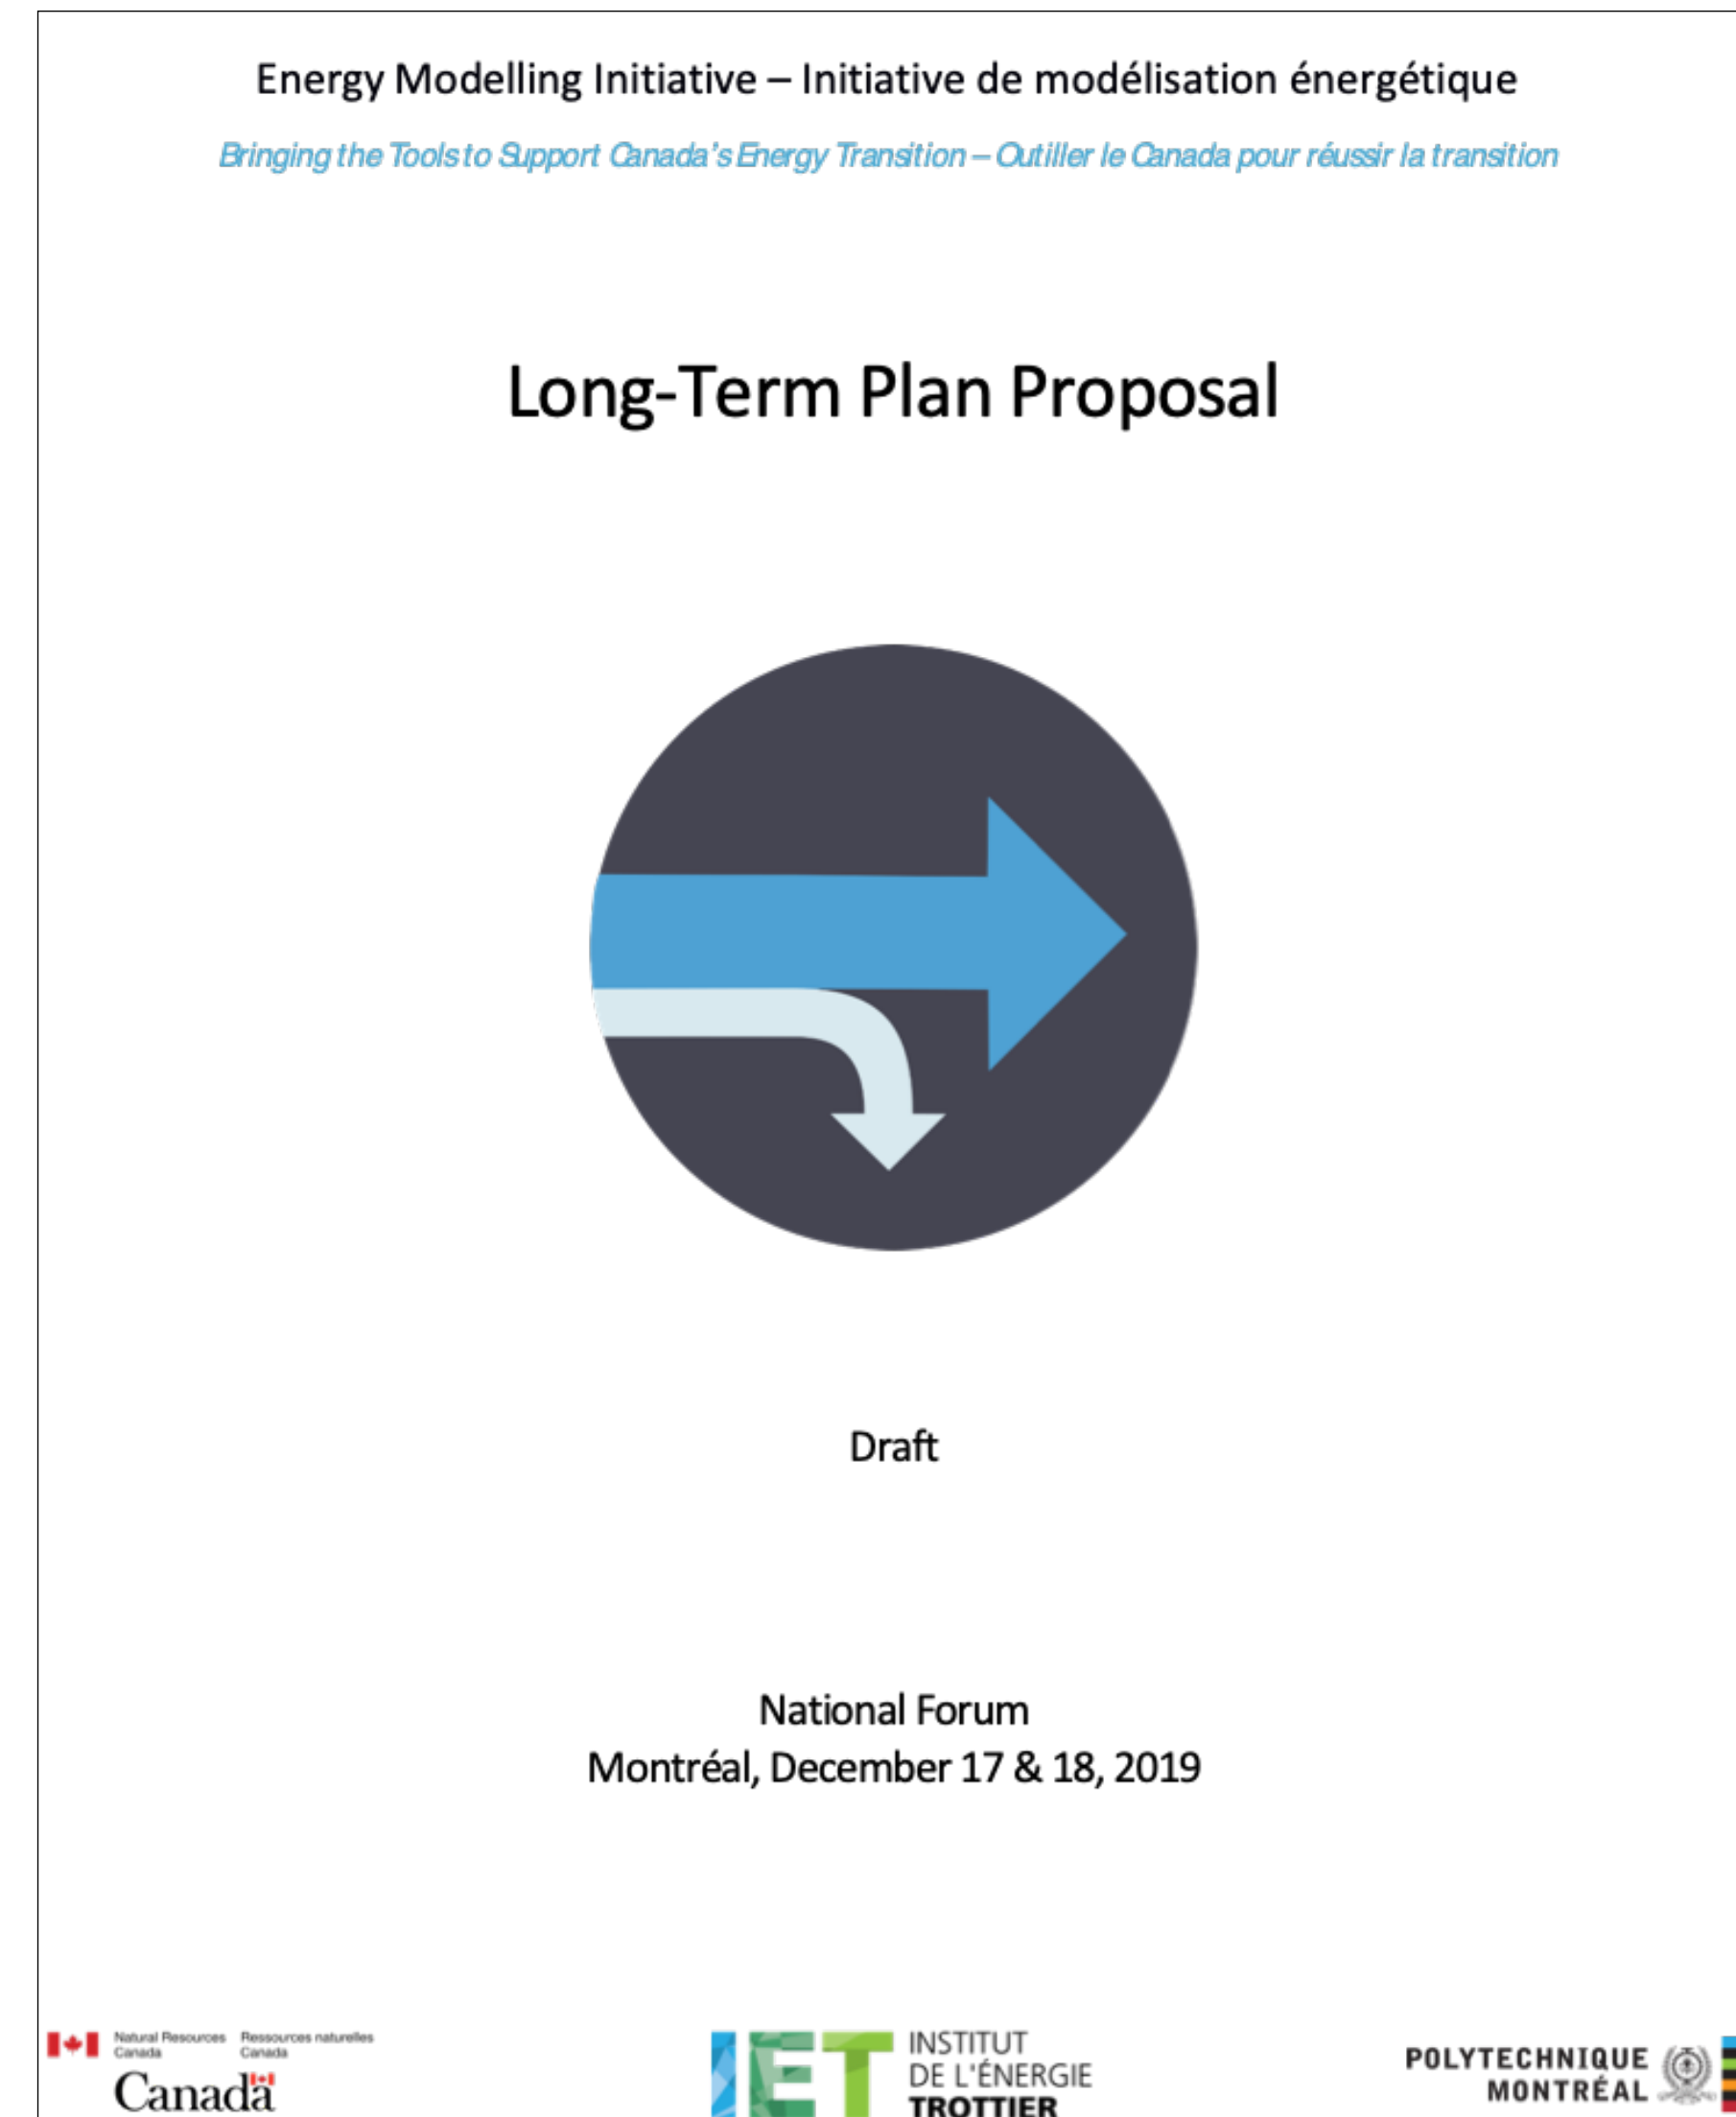 Energy Modelling Initiative – Initiative de modélisation énergétique
Bringing the Tools to Support Canada's Energy Transition – Outiller le Canada pour réussir la transition
Long-Term Plan Proposal
Draft
National Forum
Montréal, December 17 & 18, 2019
Natural Resources Ressources naturelles
Canada Canada
Canada
IET
INSTITUT
DE L'ÉNERGIE
TROTTIER
POLYTECHNIQUE
MONTRÉAL